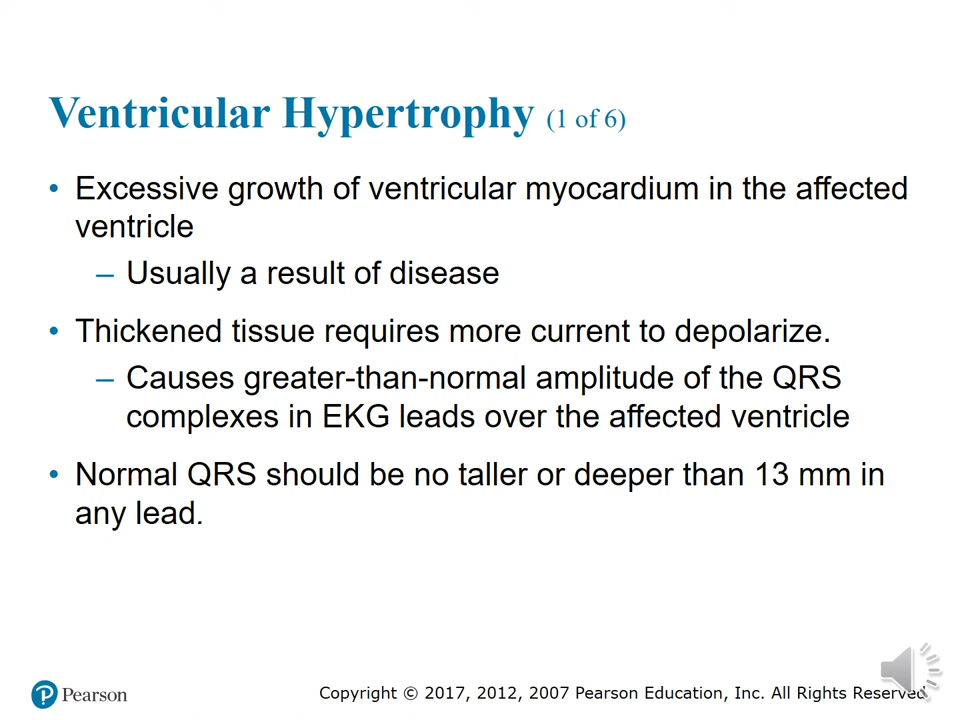 Ventricular Hypertrophy (1 of 6)
• Excessive growth of ventricular myocardium in the affected
ventricle
– Usually a result of disease
• Thickened tissue requires more current to depolarize.
– Causes greater-than-normal amplitude of the QRS
complexes in EKG leads over the affected ventricle
• Normal QRS should be no taller or deeper than 13 mm in
any lead.
Pearson
Copyright © 2017, 2012, 2007 Pearson Education, Inc. All Rights Reserved